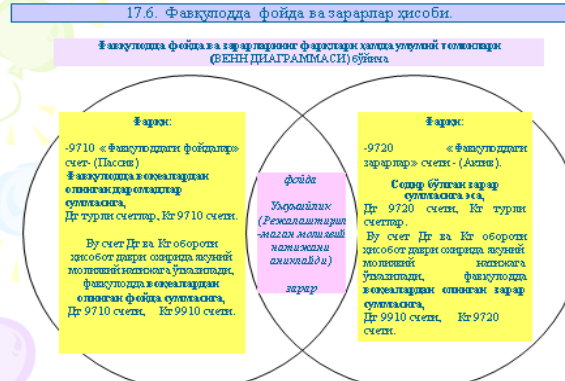 17.6. Фавқулодда фойда ва зарарлар ҳисоби.
Фавқулодда фойда ва зарарларнинг фарқлари ҳамда умумий томонлари
(ВЕНН ДИАГРАММАСИ) бўйича
Фарқи:
-9710 «Фавқулоддаги фойдалар»
счет- (Пассив)
Фавқулодда воқеалардан
олинган даромадлар
суммасига,
Дт турли счетлар, Кт 9710 счети.
Бу счет Дт ва Кт обороти
ҳисобот даври охирида якуний
молиявий натижага ўтказилади,
фавқулодда воқеалардан
олинган фойда суммасига,
Дт 9710 счети, Кт 9910 счети.
фойда
Умумийлик
(Режалаштирил
-маган молиявий
натижани
аниқлайди)
зарар
Фарқи:
-9720 «Фавқулоддаги
зарарлар» счети - (Актив).
Содир бўлган зарар
суммасига эса,
Дт 9720 счети, Кт турли
счетлар.
Бу счет Дт ва Кт обороти
ҳисобот даври охирида якуний
молиявий натижага
ўтказилади, фавқулодда
воқеалардан олинган зарар
суммасига,
Дт 9910 счети, Кт 9720
счети.